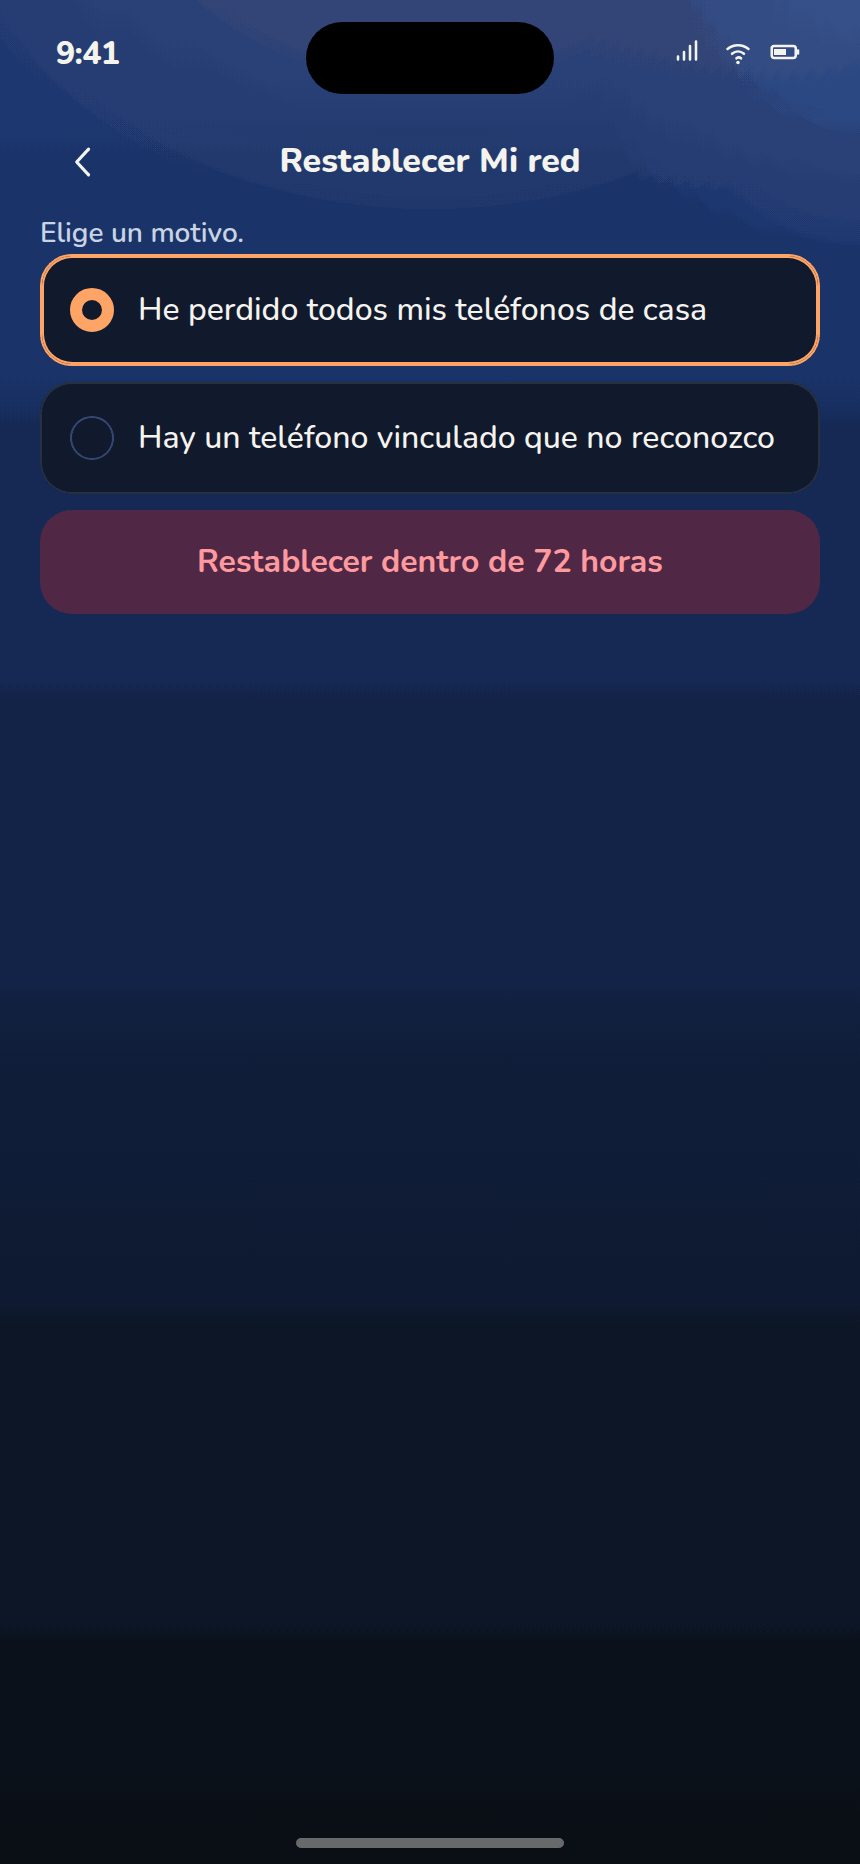 9:41
Restablecer Mi red
Elige un motivo.
He perdido todos mis teléfonos de casa
Hay un teléfono vinculado que no reconozco
Restablecer dentro de 72 horas